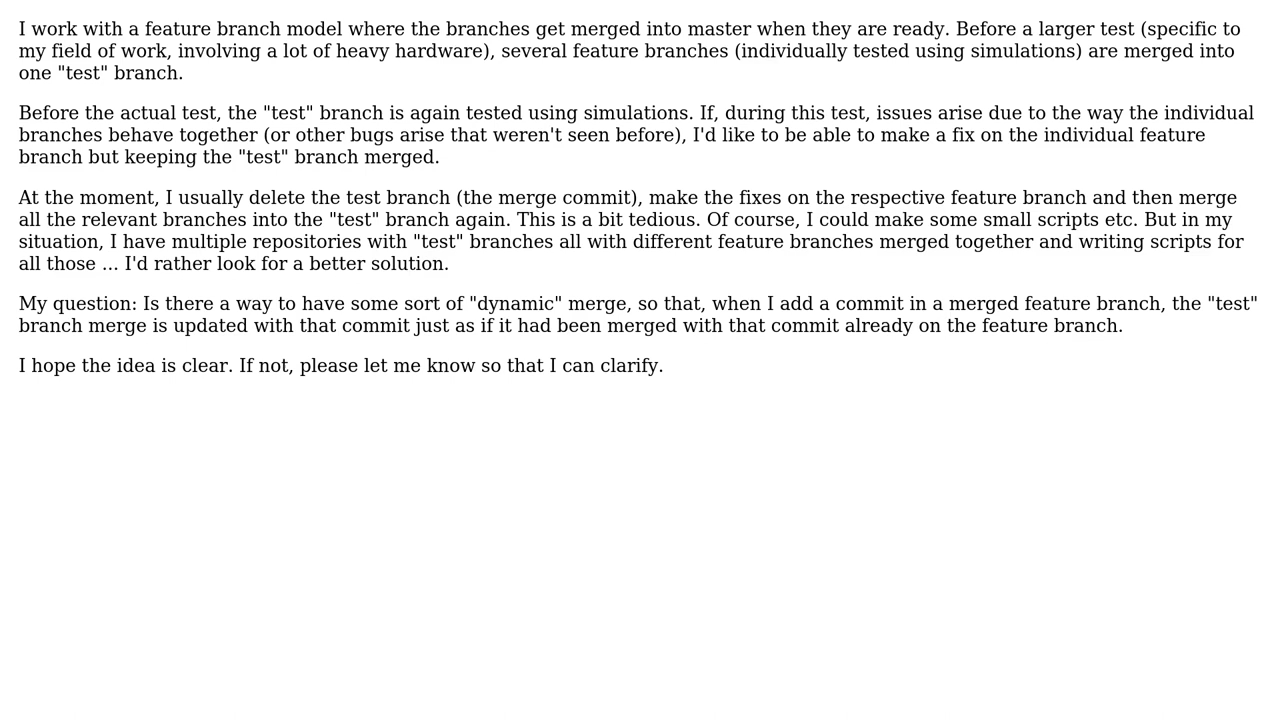 I work with a feature branch model where the branches get merged into master when they are ready. Before a larger test (specific to
my field of work, involving a lot of heavy hardware), several feature branches (individually tested using simulations) are merged into
one "test" branch.
Before the actual test, the "test" branch is again tested using simulations. If, during this test, issues arise due to the way the individual
branches behave together (or other bugs arise that weren't seen before), I'd like to be able to make a fix on the individual feature
branch but keeping the "test" branch merged.
At the moment, I usually delete the test branch (the merge commit), make the fixes on the respective feature branch and then merge
all the relevant branches into the "test" branch again. This is a bit tedious. Of course, I could make some small scripts etc. But in my
situation, I have multiple repositories with "test" branches all with different feature branches merged together and writing scripts for
all those ... I'd rather look for a better solution.
My question: Is there a way to have some sort of "dynamic" merge, so that, when I add a commit in a merged feature branch, the "test"
branch merge is updated with that commit just as if it had been merged with that commit already on the feature branch.
I hope the idea is clear. If not, please let me know so that I can clarify.